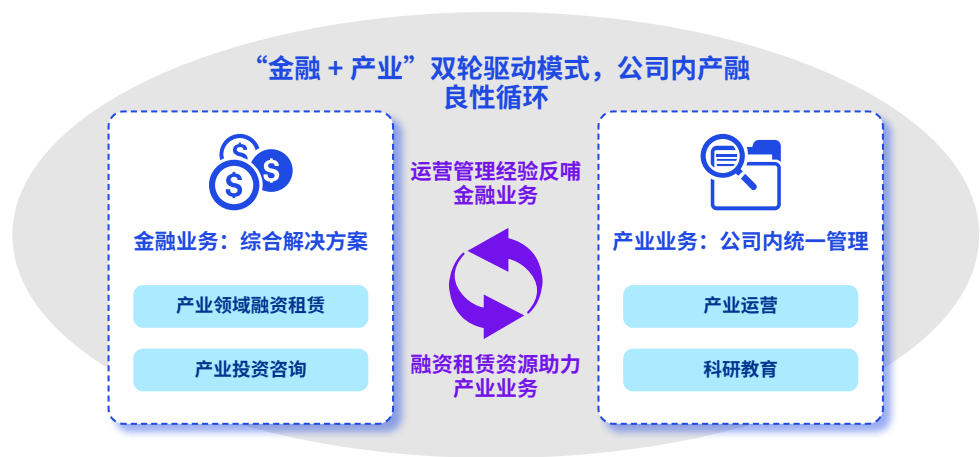 “金融 + 产业”双轮驱动模式，公司内产融
良性循环
金融业务：综合解决方案
产业领域融资租赁
产业投资咨询
运营管理经验反哺
金融业务
融资租赁资源助力
产业业务
产业业务：公司内统一管理
产业运营
科研教育